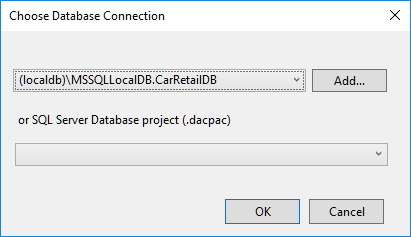 Choose Database Connection
(localdb)\MSSQLLocalDB.CarRetailDB
Add...
or SQL Server Database project (.dacpac)
OK
Cancel